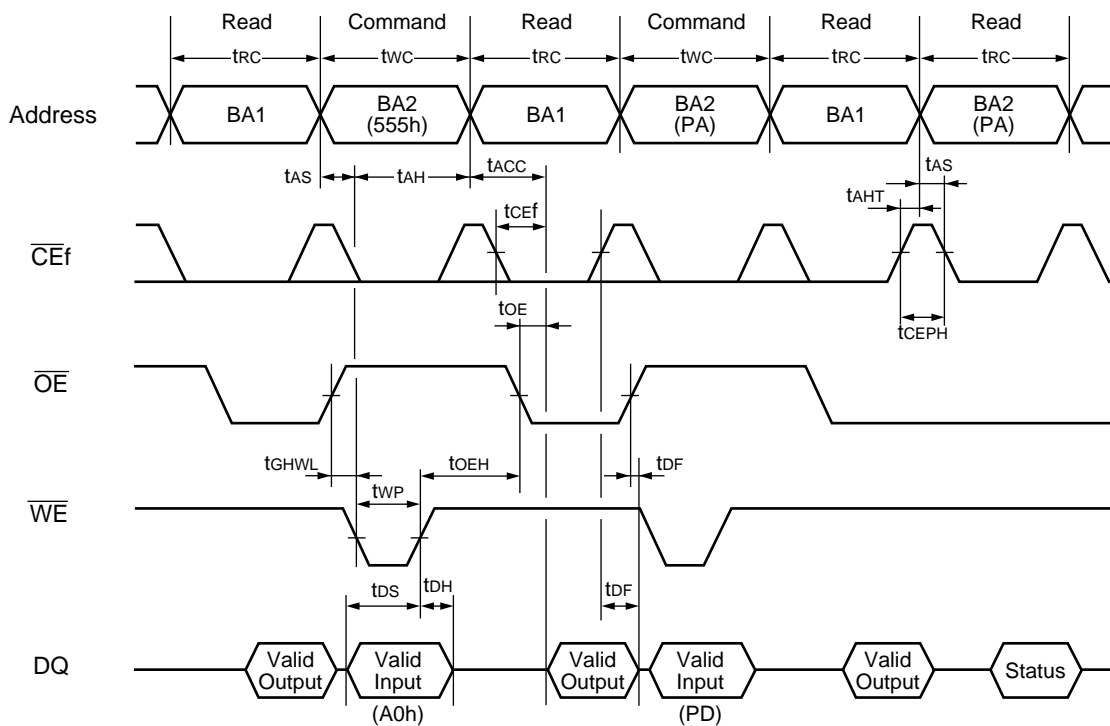 Read Command Read Command Read Read
tRC tWC tRC tWC tRC tRC
Address BA1 BA2 (555h) BA1 BA2 (PA) BA1 BA2 (PA)
tAS tAH tACC tAS
tAHT
tCEf
CEf
tOE tCEPH
OE
tGHWL tOEH tDF
tWP
WE
tDS tDH tDF
DQ Valid Output Valid Input Valid Output Valid Input Valid Output Status
(A0h) (PD)